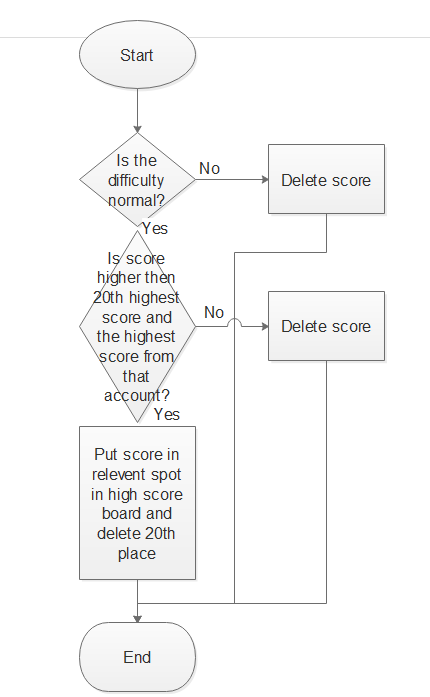 Start
Is the
difficulty
normal?
No
Delete score
Yes
Is score
higher then
20th highest
score and
the highest
score from
that
account?
No
Delete score
Yes
Put score in
relevent spot
in high score
board and
delete 20th
place
End